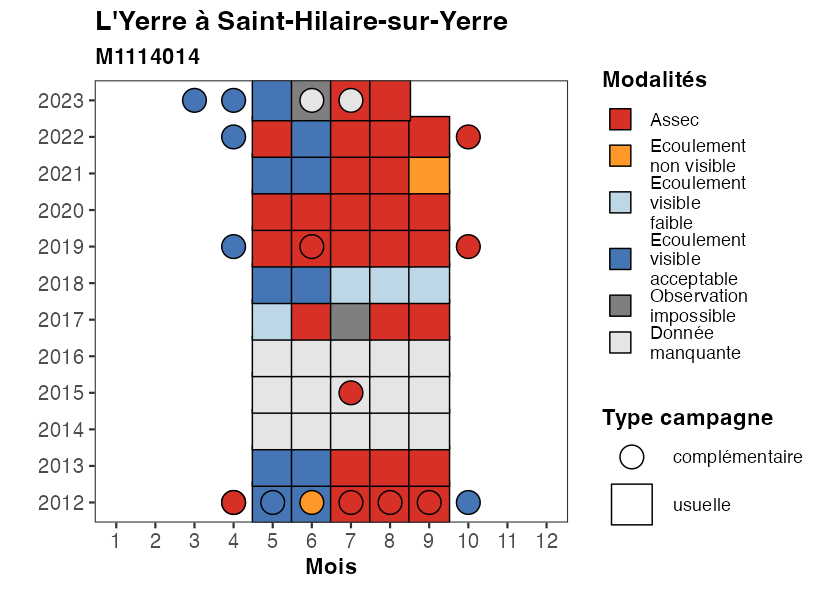 L'Yerre à Saint-Hilaire-sur-Yerre
M1114014
2023
2022
2021
2020
2019
2018
2017
2016
2015
2014
2013
2012
1 2 3 4 5 6 7 8 9 10 11 12
Mois
Modalités
Assec
Ecoulement
non visible
Ecoulement
visible
faible
Ecoulement
visible
acceptable
Observation
impossible
Donnée
manquante
Type campagne
complémentaire
usuelle